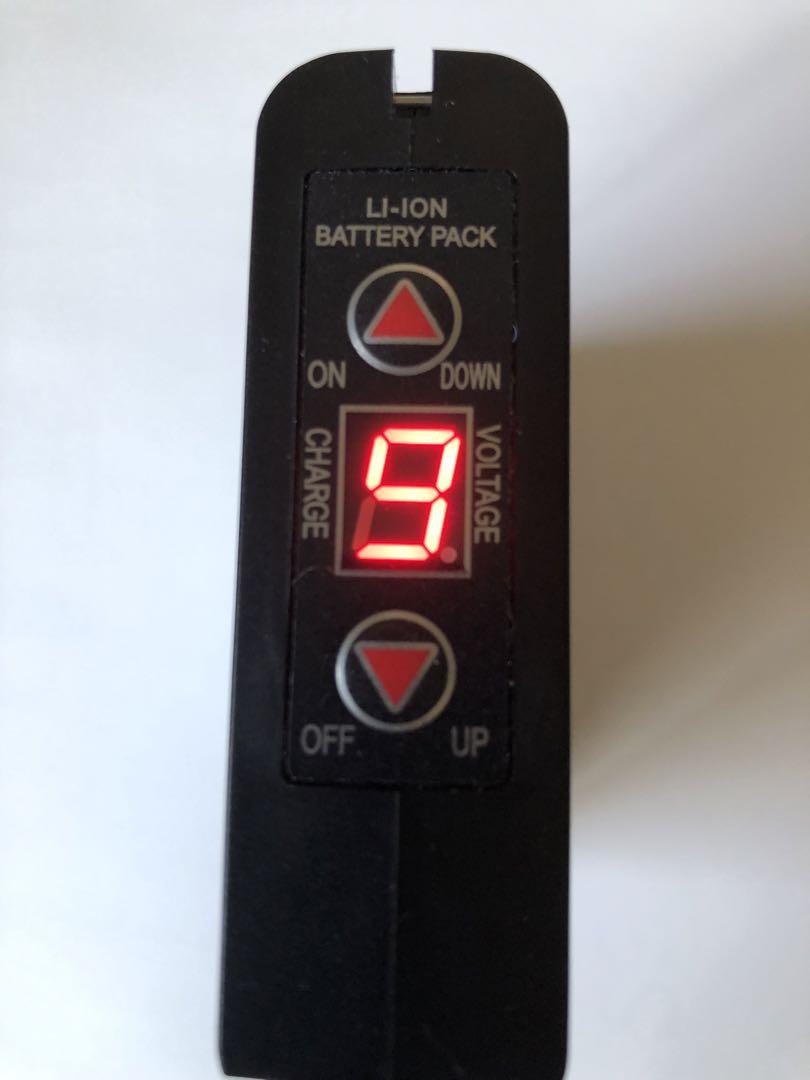 LI-ION
BATTERY PACK
ON DOWN
CHARGE
9
VOLTAGE
OFF UP